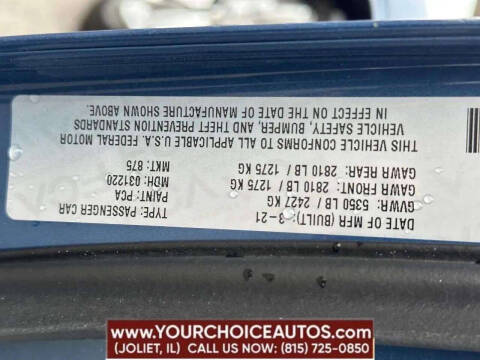 DATE OF MFR (BUILT): 3-21
GVWR: 5350 LB / 2427 KG
GAWR FRONT: 2810 LB / 1275 KG
GAWR REAR: 2810 LB / 1275 KG
THIS VEHICLE CONFORMS TO ALL APPLICABLE U.S.A. FEDERAL MOTOR
VEHICLE SAFETY, BUMPER, AND THEFT PREVENTION STANDARDS
IN EFFECT ON THE DATE OF MANUFACTURE SHOWN ABOVE.
TYPE: PASSENGER CAR
PAINT: PCA
MDH: 031220
MKT: 875
WWW.YOURCHOICEAUTOS.COM
(JOLIET, IL) CALL US NOW: (815) 725-0850